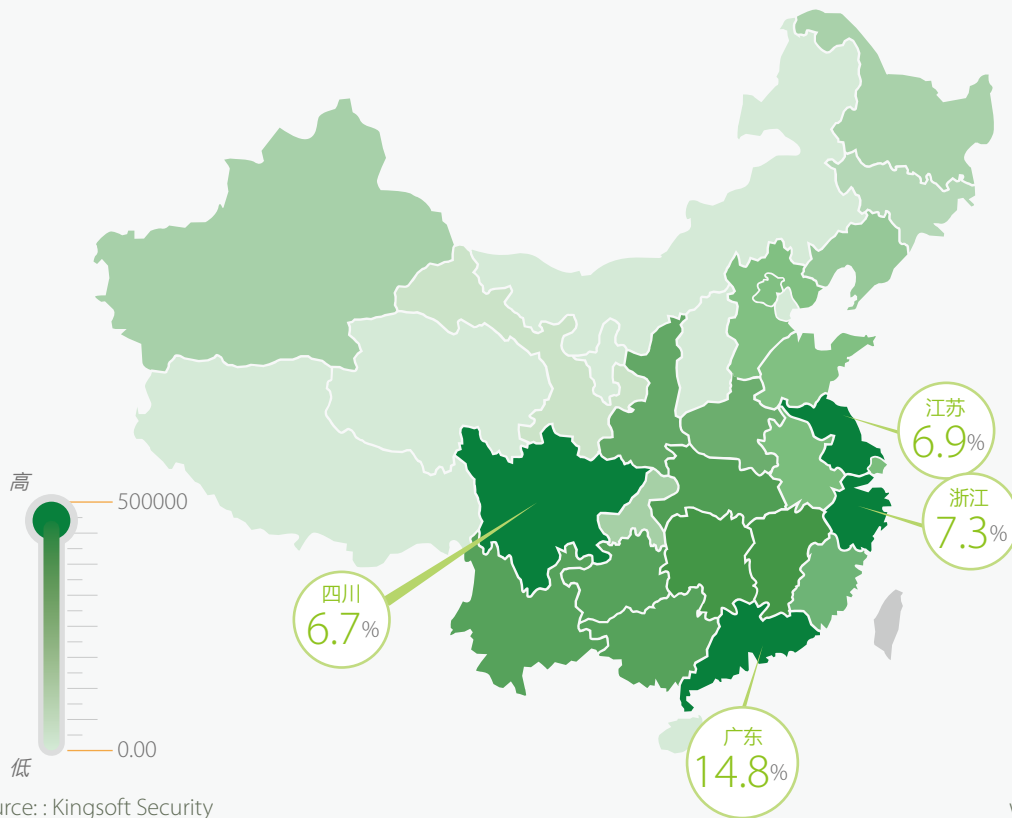 江苏
6.9%
高
500000
浙江
7.3%
四川
6.7%
广东
14.8%
0.00
低
urce: : Kingsoft Security